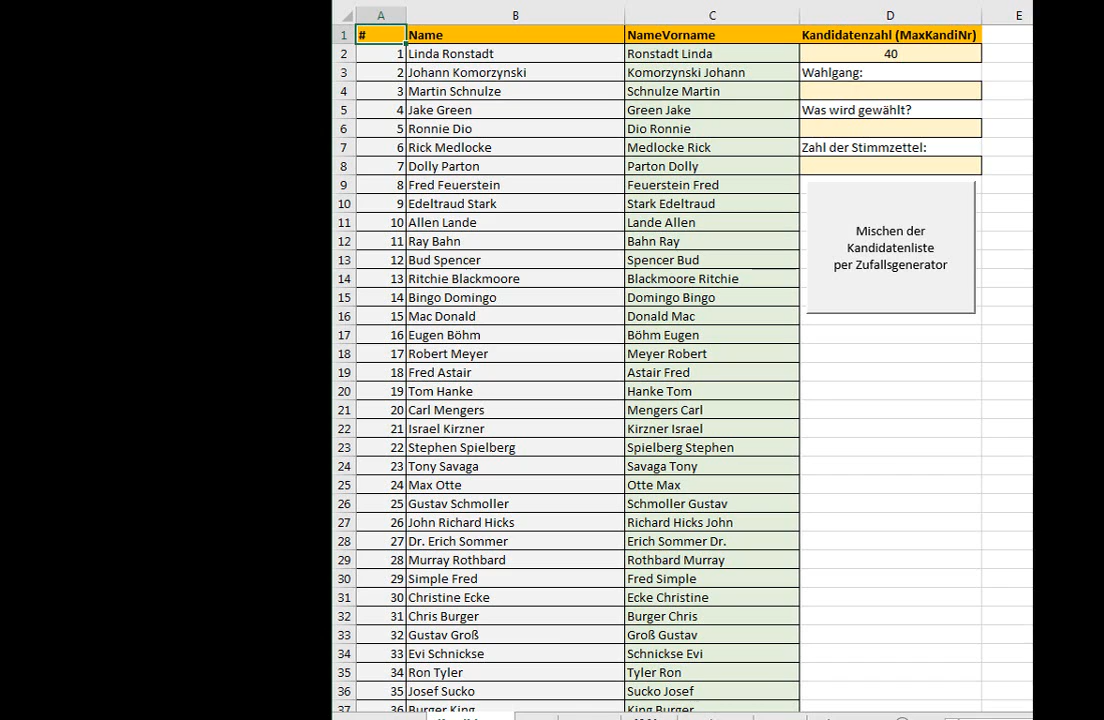 A B C D E
1 # Name NameVorname Kandidatenzahl (MaxKandiNr)
2 1 Linda Ronstadt Ronstadt Linda 40
3 2 Johann Komorzynski Komorzynski Johann Wahlgang:
4 3 Martin Schnulze Schnulze Martin
5 4 Jake Green Green Jake Was wird gewählt?
6 5 Ronnie Dio Dio Ronnie
7 6 Rick Medlocke Medlocke Rick Zahl der Stimmzettel:
8 7 Dolly Parton Parton Dolly
9 8 Fred Feuerstein Feuerstein Fred
10 9 Edeltraud Stark Stark Edeltraud
11 10 Allen Lande Lande Allen
12 11 Ray Bahn Bahn Ray
13 12 Bud Spencer Spencer Bud
14 13 Ritchie Blackmoore Blackmoore Ritchie
15 14 Bingo Domingo Domingo Bingo
16 15 Mac Donald Donald Mac
17 16 Eugen Böhm Böhm Eugen
18 17 Robert Meyer Meyer Robert
19 18 Fred Astair Astair Fred
20 19 Tom Hanke Hanke Tom
21 20 Carl Mengers Mengers Carl
22 21 Israel Kirzner Kirzner Israel
23 22 Stephen Spielberg Spielberg Stephen
24 23 Tony Savaga Savaga Tony
25 24 Max Otte Otte Max
26 25 Gustav Schmoller Schmoller Gustav
27 26 John Richard Hicks Richard Hicks John
28 27 Dr. Erich Sommer Erich Sommer Dr.
29 28 Murray Rothbard Rothbard Murray
30 29 Simple Fred Fred Simple
31 30 Christine Ecke Ecke Christine
32 31 Chris Burger Burger Chris
33 32 Gustav Groß Groß Gustav
34 33 Evi Schnickse Schnickse Evi
35 34 Ron Tyler Tyler Ron
36 35 Josef Sucko Sucko Josef
37 36 Burger King King Burger
Mischen der
Kandidatenliste
per Zufallsgenerator